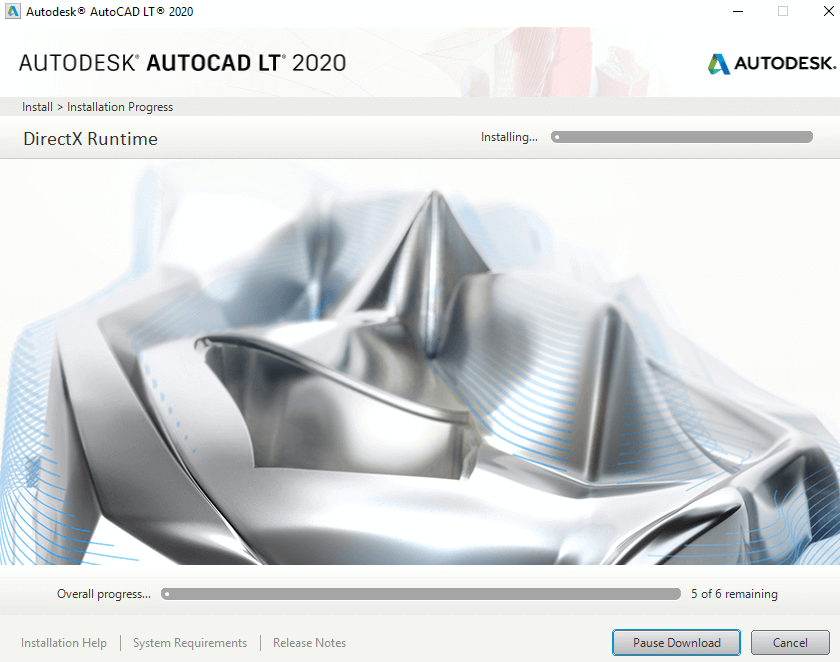 Autodesk® AutoCAD LT® 2020
AUTODESK® AUTOCAD LT® 2020
AUTODESK.
Install > Installation Progress
DirectX Runtime
Installing...
Overall progress...
5 of 6 remaining
Installation Help
System Requirements
Release Notes
Pause Download
Cancel